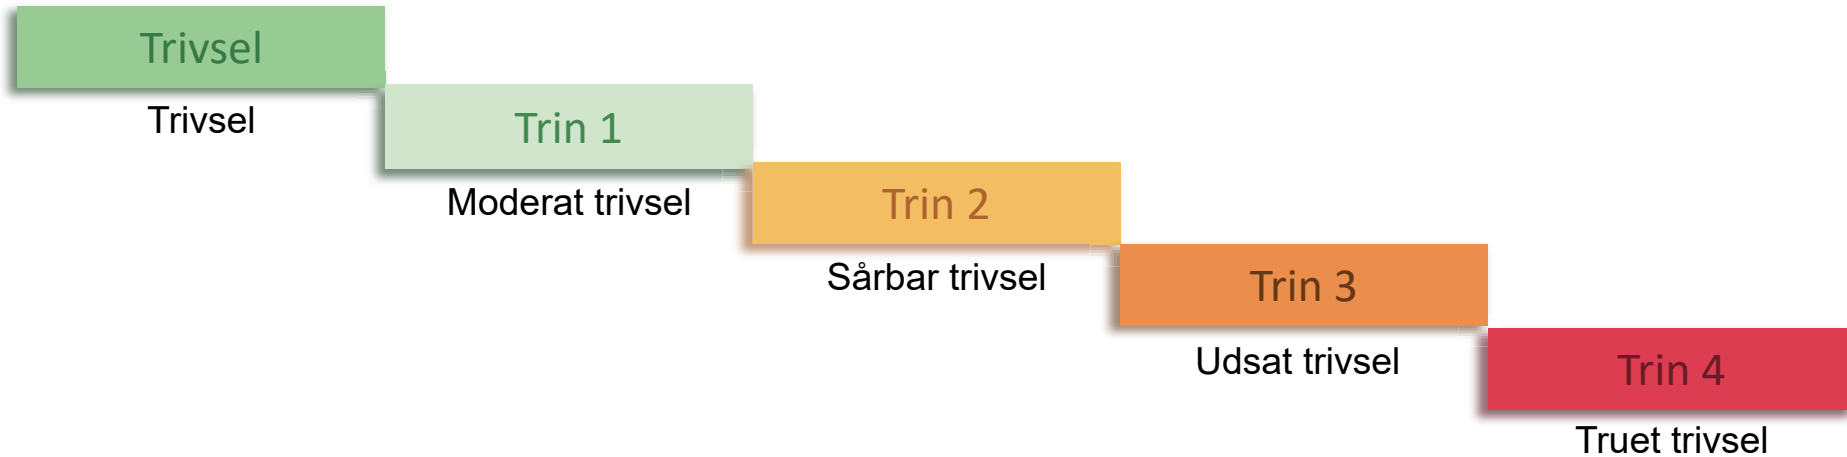 Trivsel
Trivsel
Trin 1
Moderat trivsel
Trin 2
Sårbar trivsel
Trin 3
Udsat trivsel
Trin 4
Truet trivsel